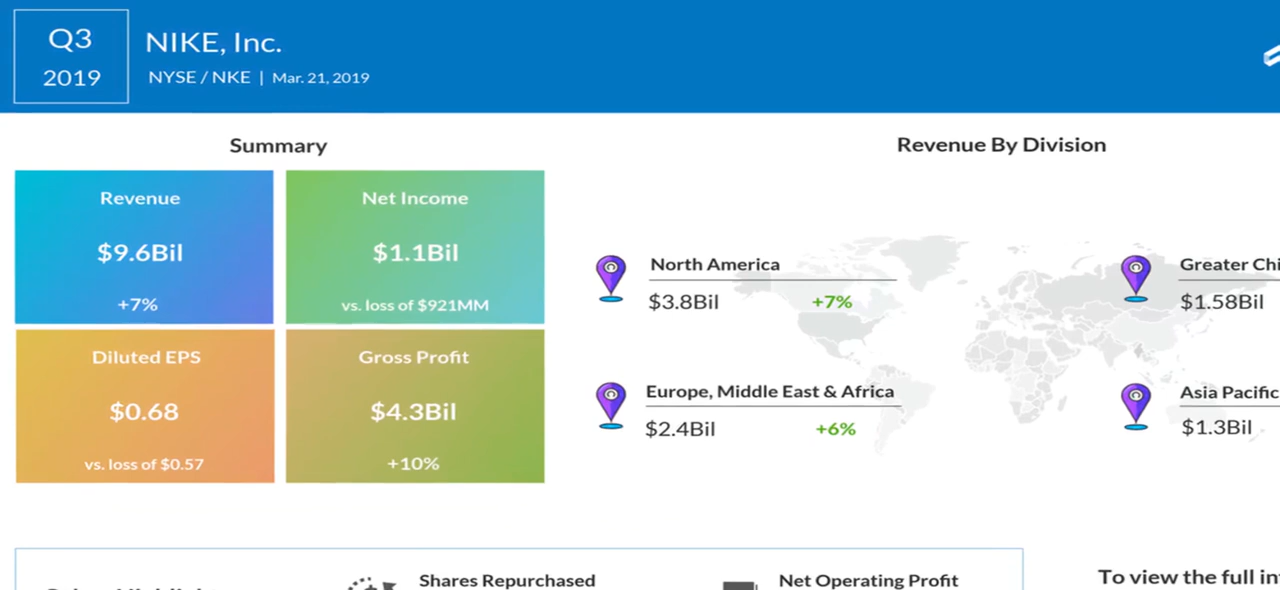 Q3
2019
NIKE, Inc.
NYSE / NKE | Mar. 21, 2019
Summary
Revenue
$9.6Bil
+7%
Net Income
$1.1Bil
vs. loss of $921MM
Diluted EPS
$0.68
vs. loss of $0.57
Gross Profit
$4.3Bil
+10%
Revenue By Division
North America
$3.8Bil +7%
Greater Chi
$1.58Bil
Europe, Middle East & Africa
$2.4Bil +6%
Asia Pacific
$1.3Bil
Shares Repurchased
Net Operating Profit
To view the full in